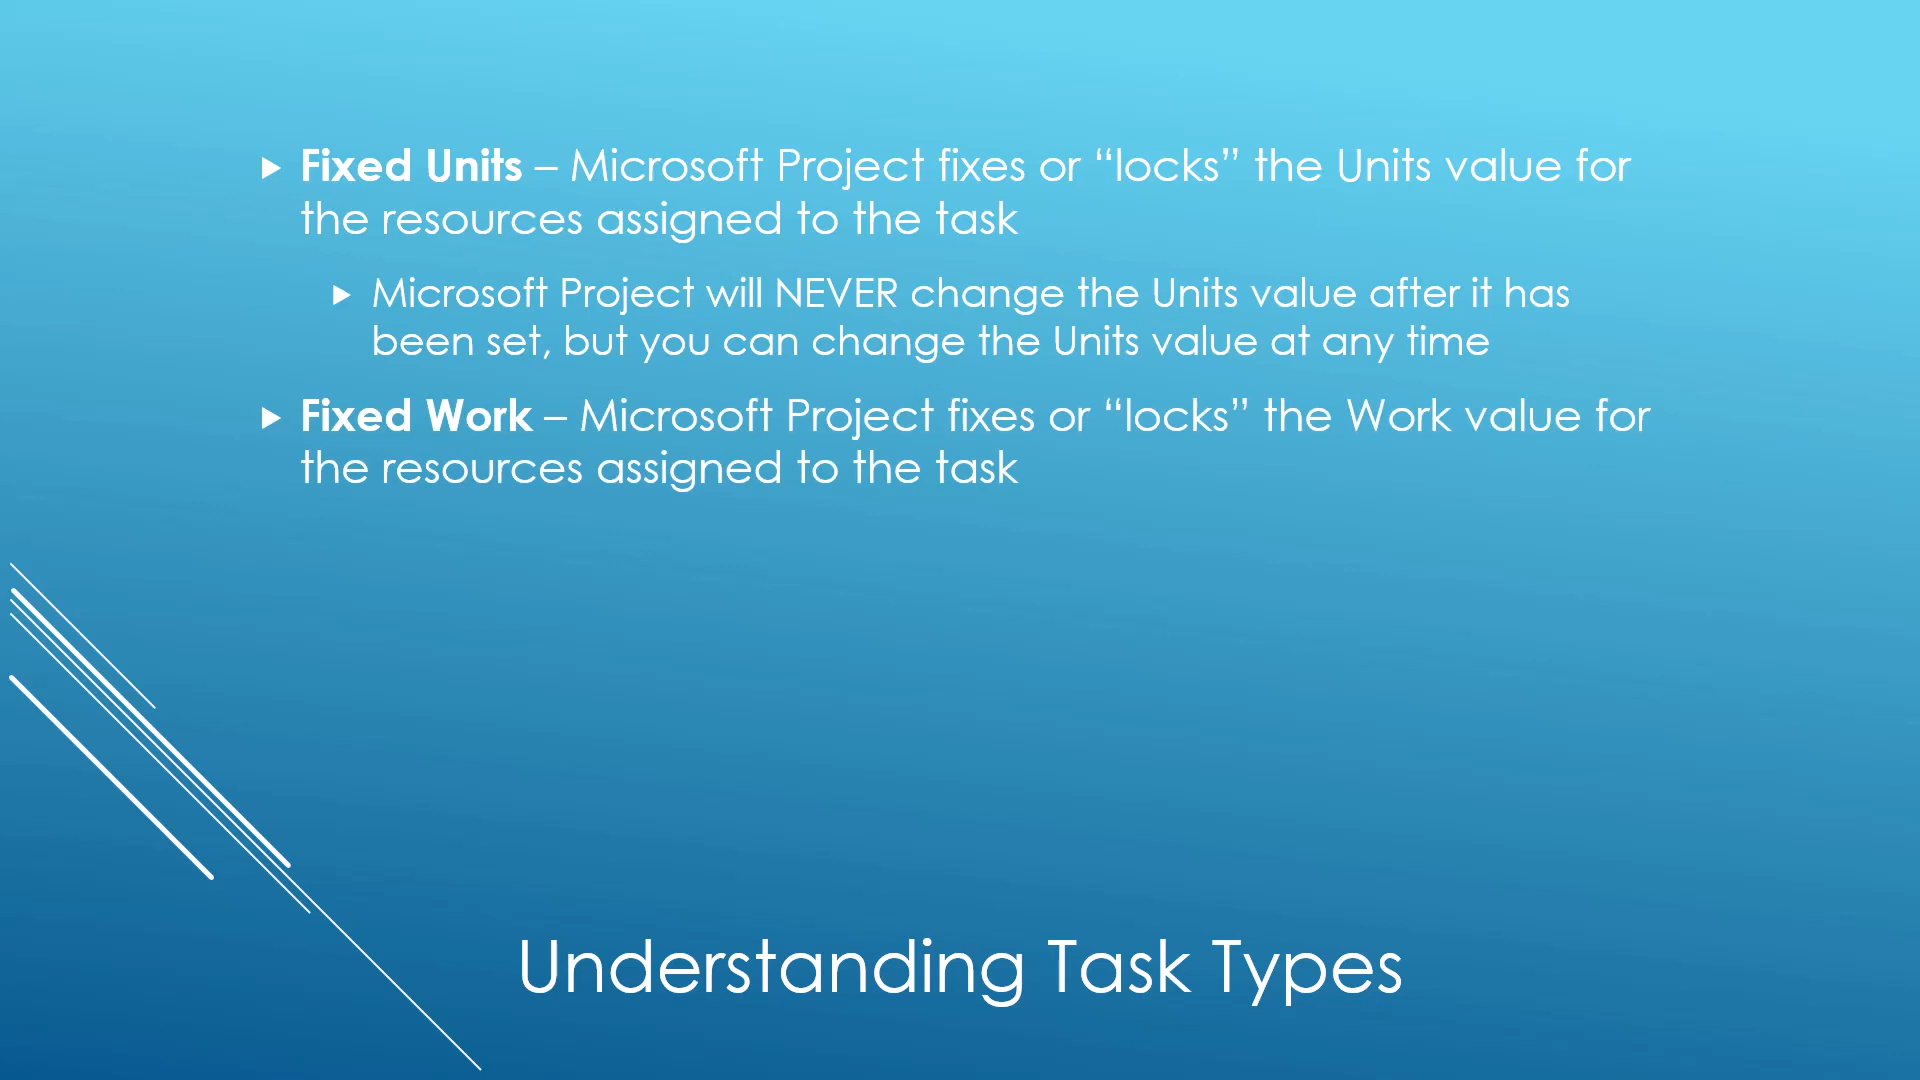 Fixed Units – Microsoft Project fixes or “locks” the Units value for
the resources assigned to the task
Microsoft Project will NEVER change the Units value after it has
been set, but you can change the Units value at any time
Fixed Work – Microsoft Project fixes or “locks” the Work value for
the resources assigned to the task
Understanding Task Types